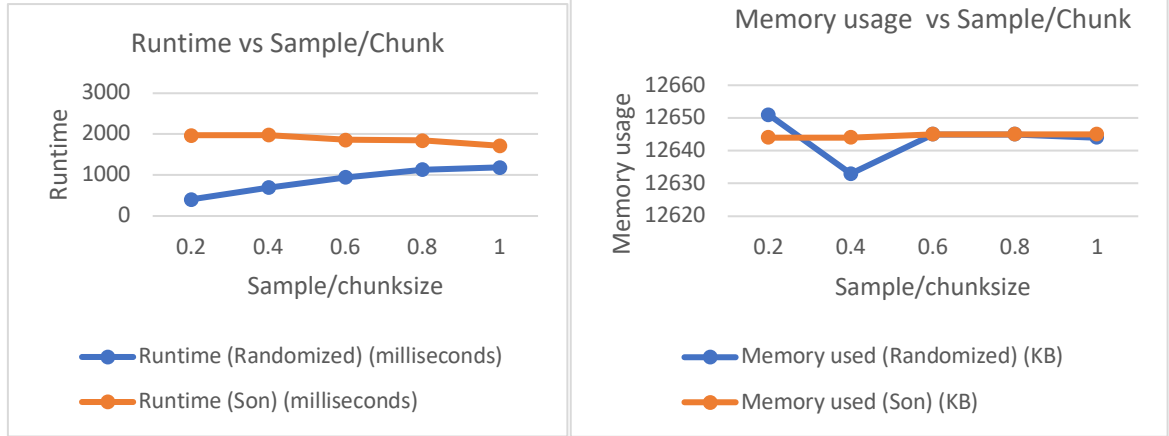 Runtime vs Sample/Chunk
3000
2000
1000
0
Runtime
0.2 0.4 0.6 0.8 1
Sample/chunksize
Runtime (Randomized) (milliseconds)
Runtime (Son) (milliseconds)
Memory usage vs Sample/Chunk
12660
12650
12640
12630
12620
Memory usage
0.2 0.4 0.6 0.8 1
Sample/chunksize
Memory used (Randomized) (KB)
Memory used (Son) (KB)